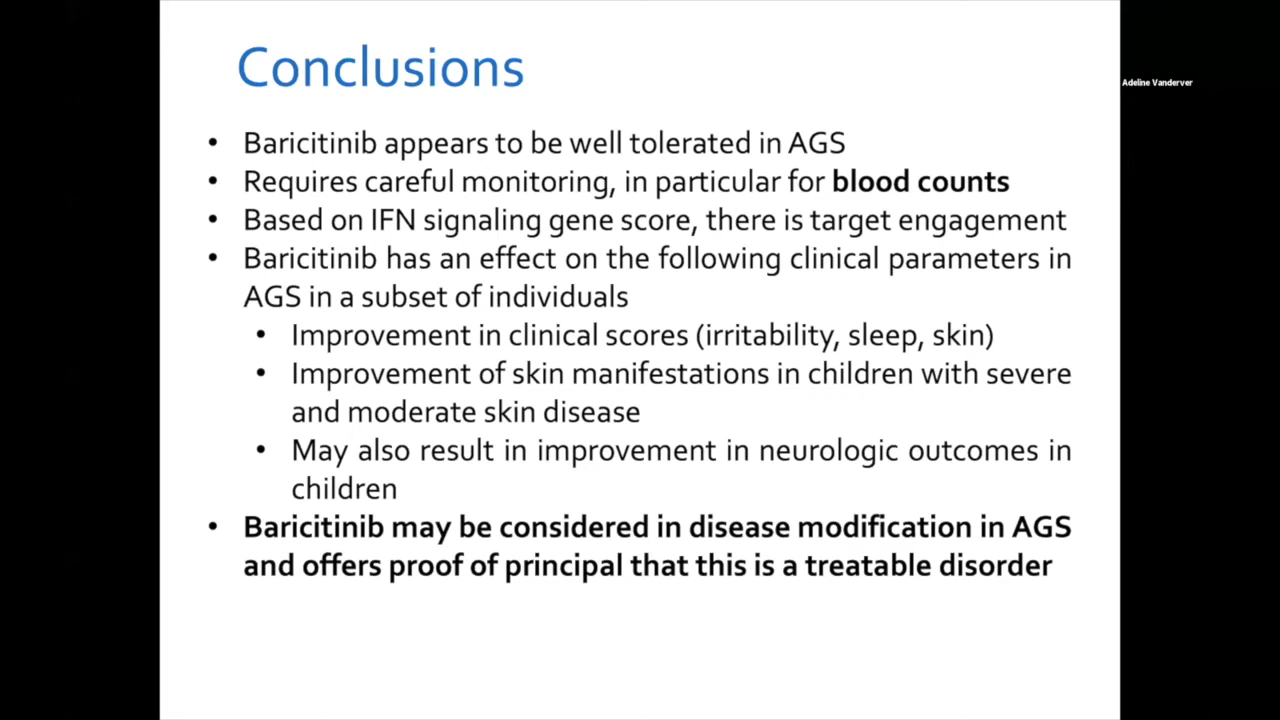 Conclusions
Adeline Vanderver
• Baricitinib appears to be well tolerated in AGS
• Requires careful monitoring, in particular for blood counts
• Based on IFN signaling gene score, there is target engagement
• Baricitinib has an effect on the following clinical parameters in
AGS in a subset of individuals
• Improvement in clinical scores (irritability, sleep, skin)
• Improvement of skin manifestations in children with severe
and moderate skin disease
• May also result in improvement in neurologic outcomes in
children
• Baricitinib may be considered in disease modification in AGS
and offers proof of principal that this is a treatable disorder